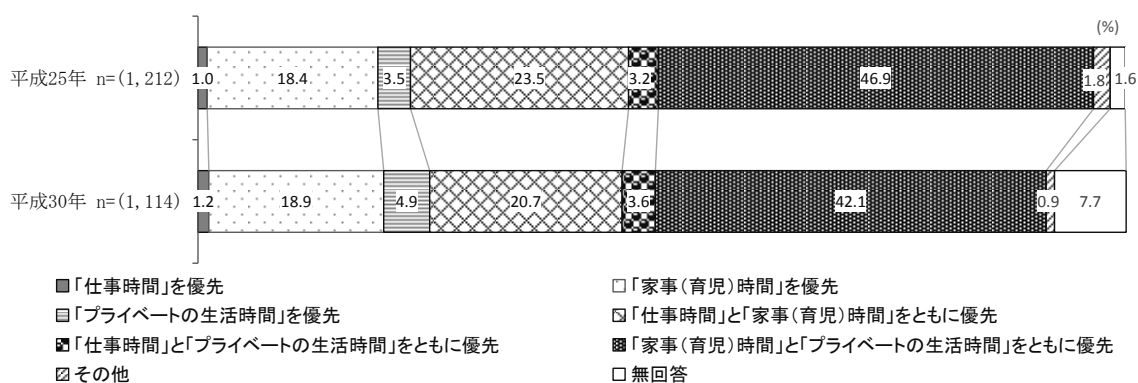 (%)
平成25年 n=(1,212) 1.0 18.4 3.5 23.5 3.2 46.9 1.8 1.6
平成30年 n=(1,114) 1.2 18.9 4.9 20.7 3.6 42.1 0.9 7.7
「仕事時間」を優先 「家事(育児)時間」を優先
「プライベートの生活時間」を優先 「仕事時間」と「家事(育児)時間」をともに優先
「仕事時間」と「プライベートの生活時間」をともに優先 「家事(育児)時間」と「プライベートの生活時間」をともに優先
その他 無回答